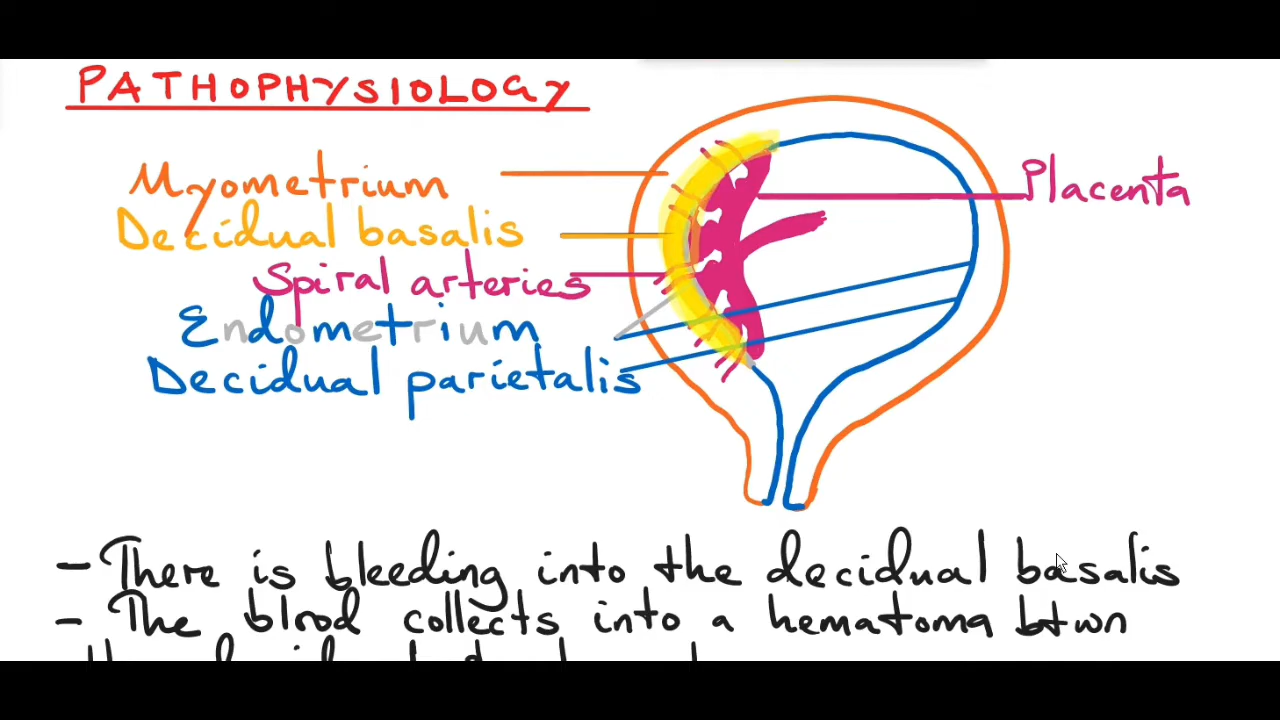 PATHOPHYSIOLOGY
Myometrium
Placenta
Decidual basalis
Spiral arteries
Endometrium
Decidual parietalis
- There is bleeding into the decidual basalis
- The blood collects into a hematoma btwn